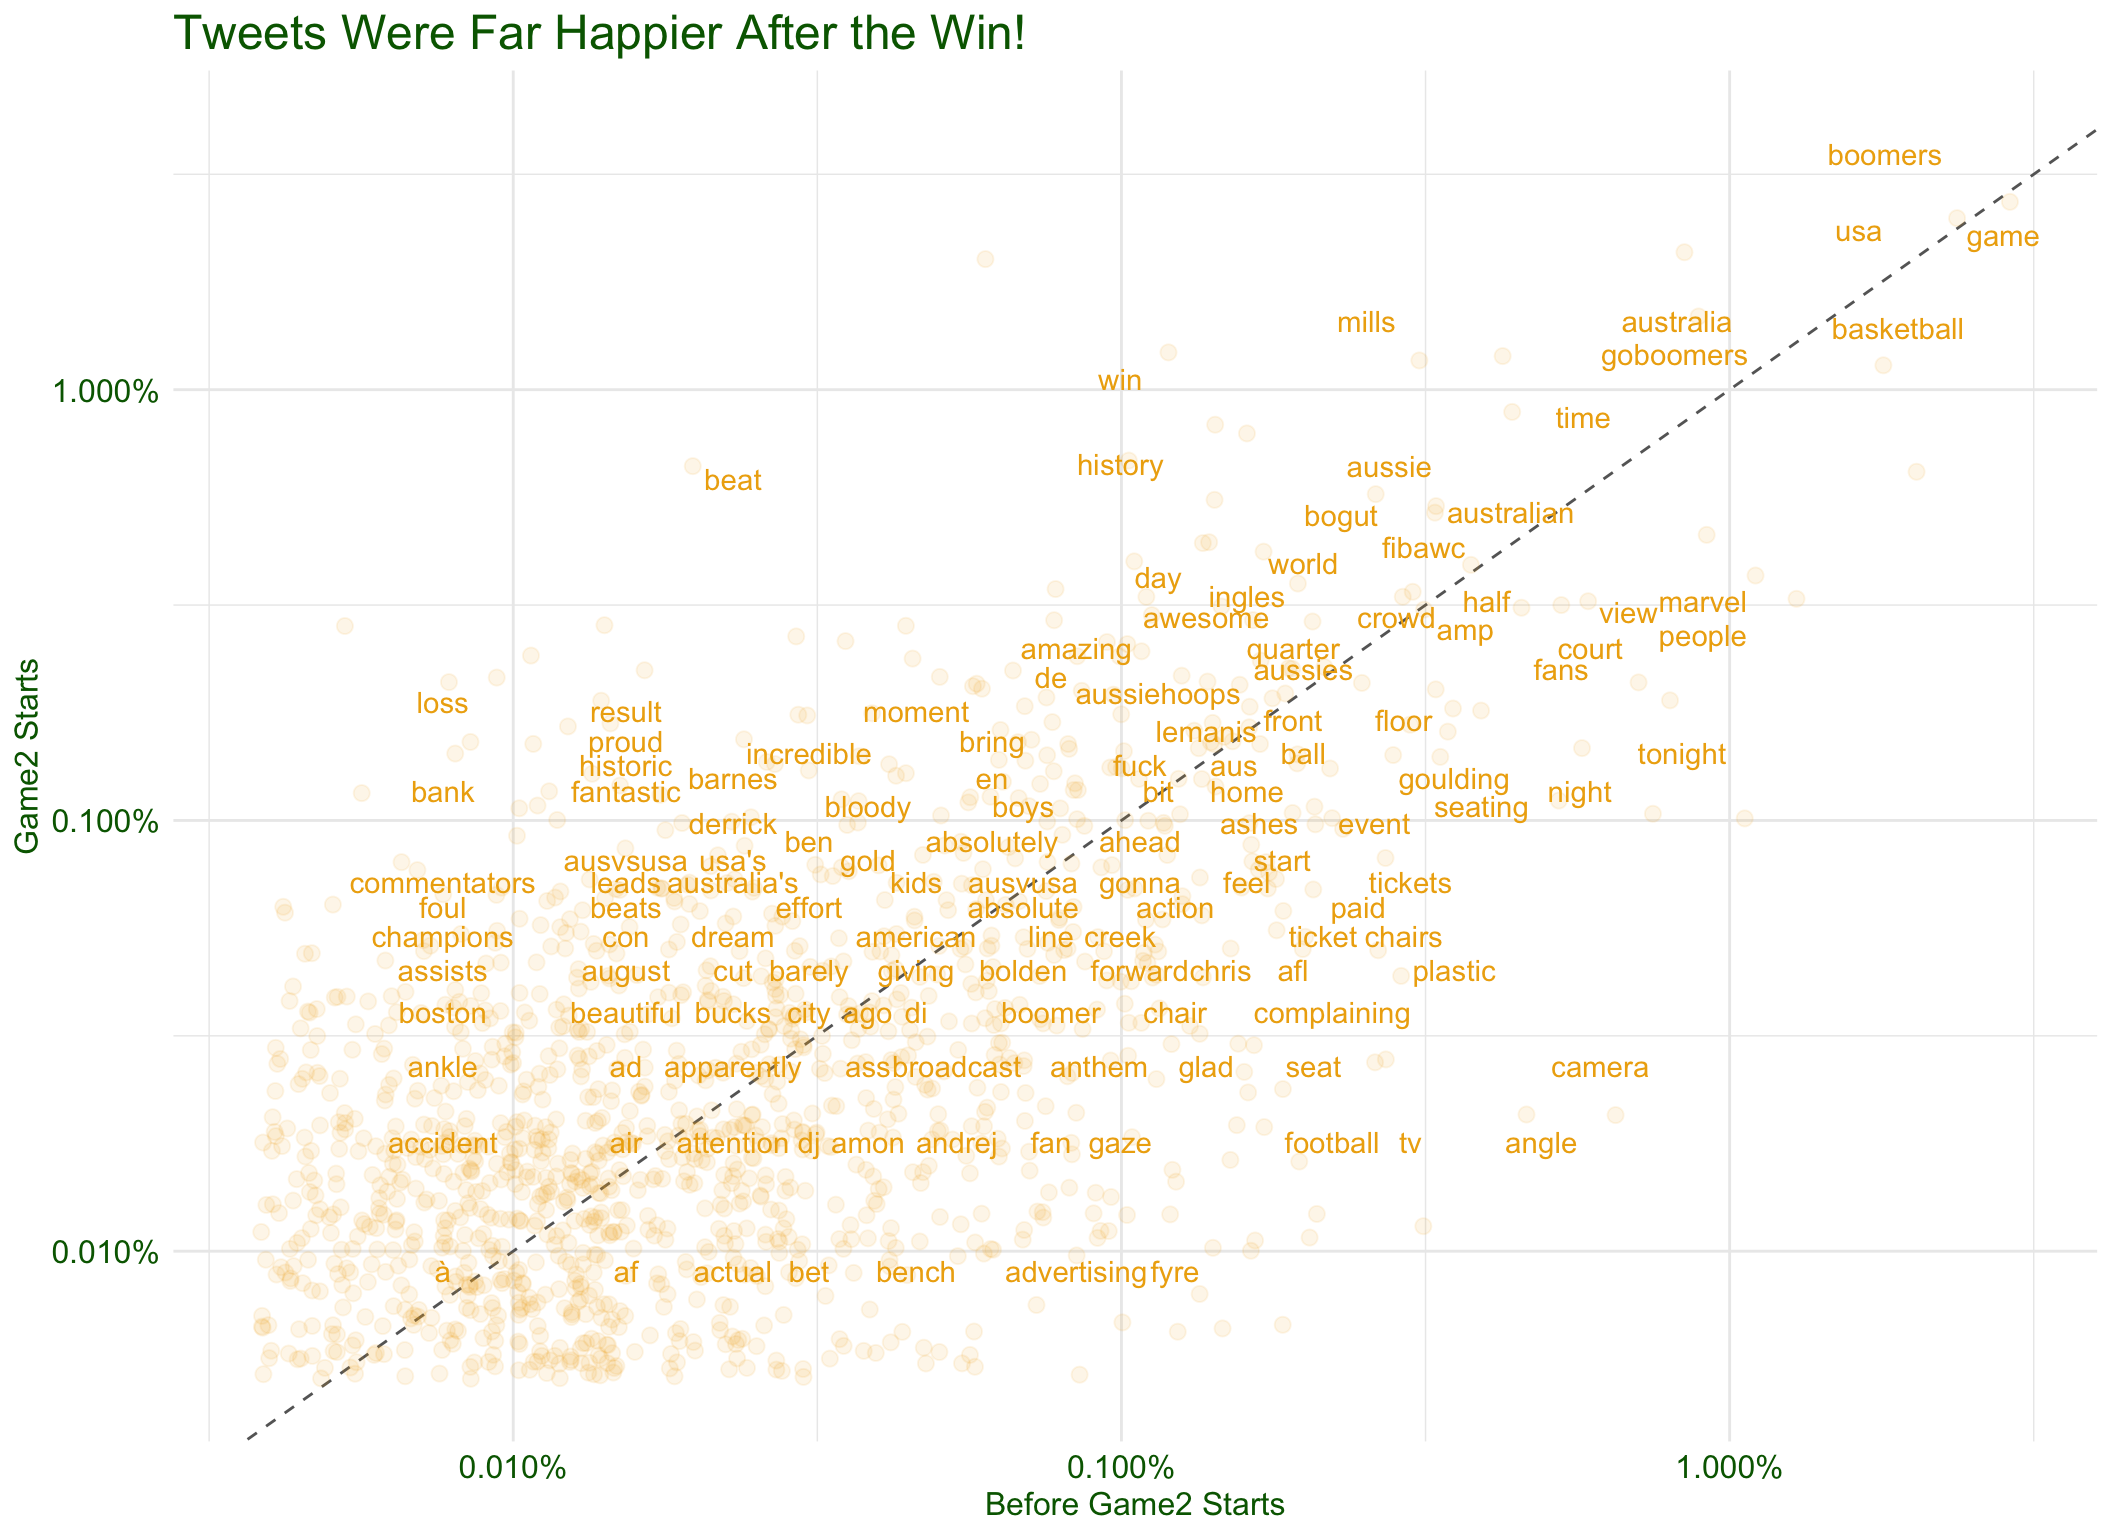 Tweets Were Far Happier After the Win!
boomers
usa
game
mills
australia
basketball
goboomers
win
1.000%
time
history
aussie
beat
bogut
australian
fibawc
world
day
ingles
half
marvel
awesome
crowd
view
amp
people
amazing
quarter
court
de
aussies
fans
aussiehoops
loss
result
moment
front
floor
lemanis
proud
incredible
bring
ball
tonight
historic
fuck
aus
barnes
en
goulding
bank
fantastic
bit
home
night
bloody
boys
seating
0.100%
derrick
ashes
event
ben
absolutely
ahead
ausvsusa
usa's
gold
start
commentators
leads
australia's
kids
ausvusa
gonna
feel
tickets
foul
beats
effort
absolute
action
paid
champions
con
dream
american
line
creek
ticket
chairs
assists
august
cut
barely
giving
bolden
forward
chris
afl
plastic
boston
beautiful
bucks
city
ago
di
boomer
chair
complaining
ankle
ad
apparently
ass
broadcast
anthem
glad
seat
camera
accident
air
attention
dj
amon
andrej
fan
gaze
football
tv
angle
0.010%
à
af
actual
bet
bench
advertising
fyre
Game2 Starts
0.010%
0.100%
1.000%
Before Game2 Starts